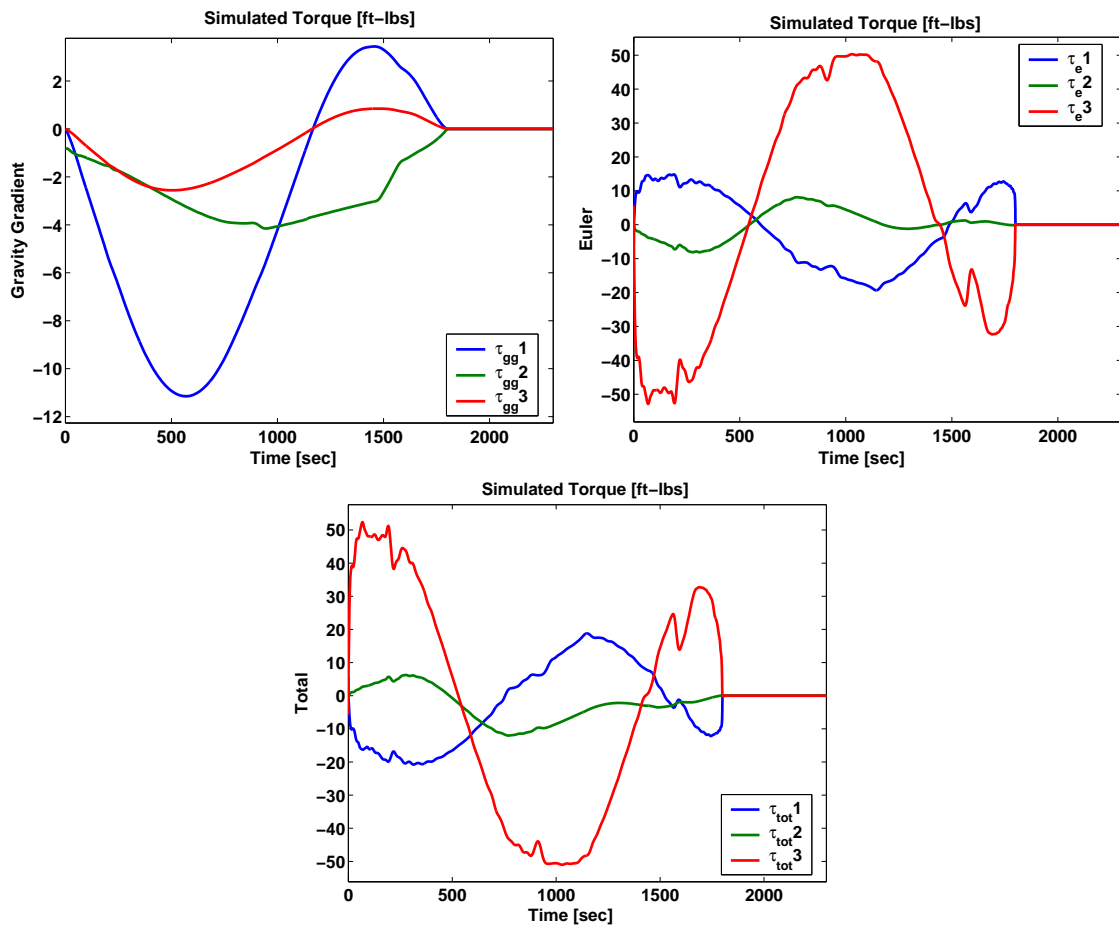 Simulated Torque [ft−lbs]
Gravity Gradient
2
0
−2
−4
−6
−8
−10
−12
0
500
1000
1500
2000
Time [sec]
τgg1
τgg2
τgg3
Simulated Torque [ft−lbs]
Euler
50
40
30
20
10
0
−10
−20
−30
−40
−50
0
500
1000
1500
2000
Time [sec]
τe1
τe2
τe3
Simulated Torque [ft−lbs]
Total
50
40
30
20
10
0
−10
−20
−30
−40
−50
0
500
1000
1500
2000
Time [sec]
τtot1
τtot2
τtot3